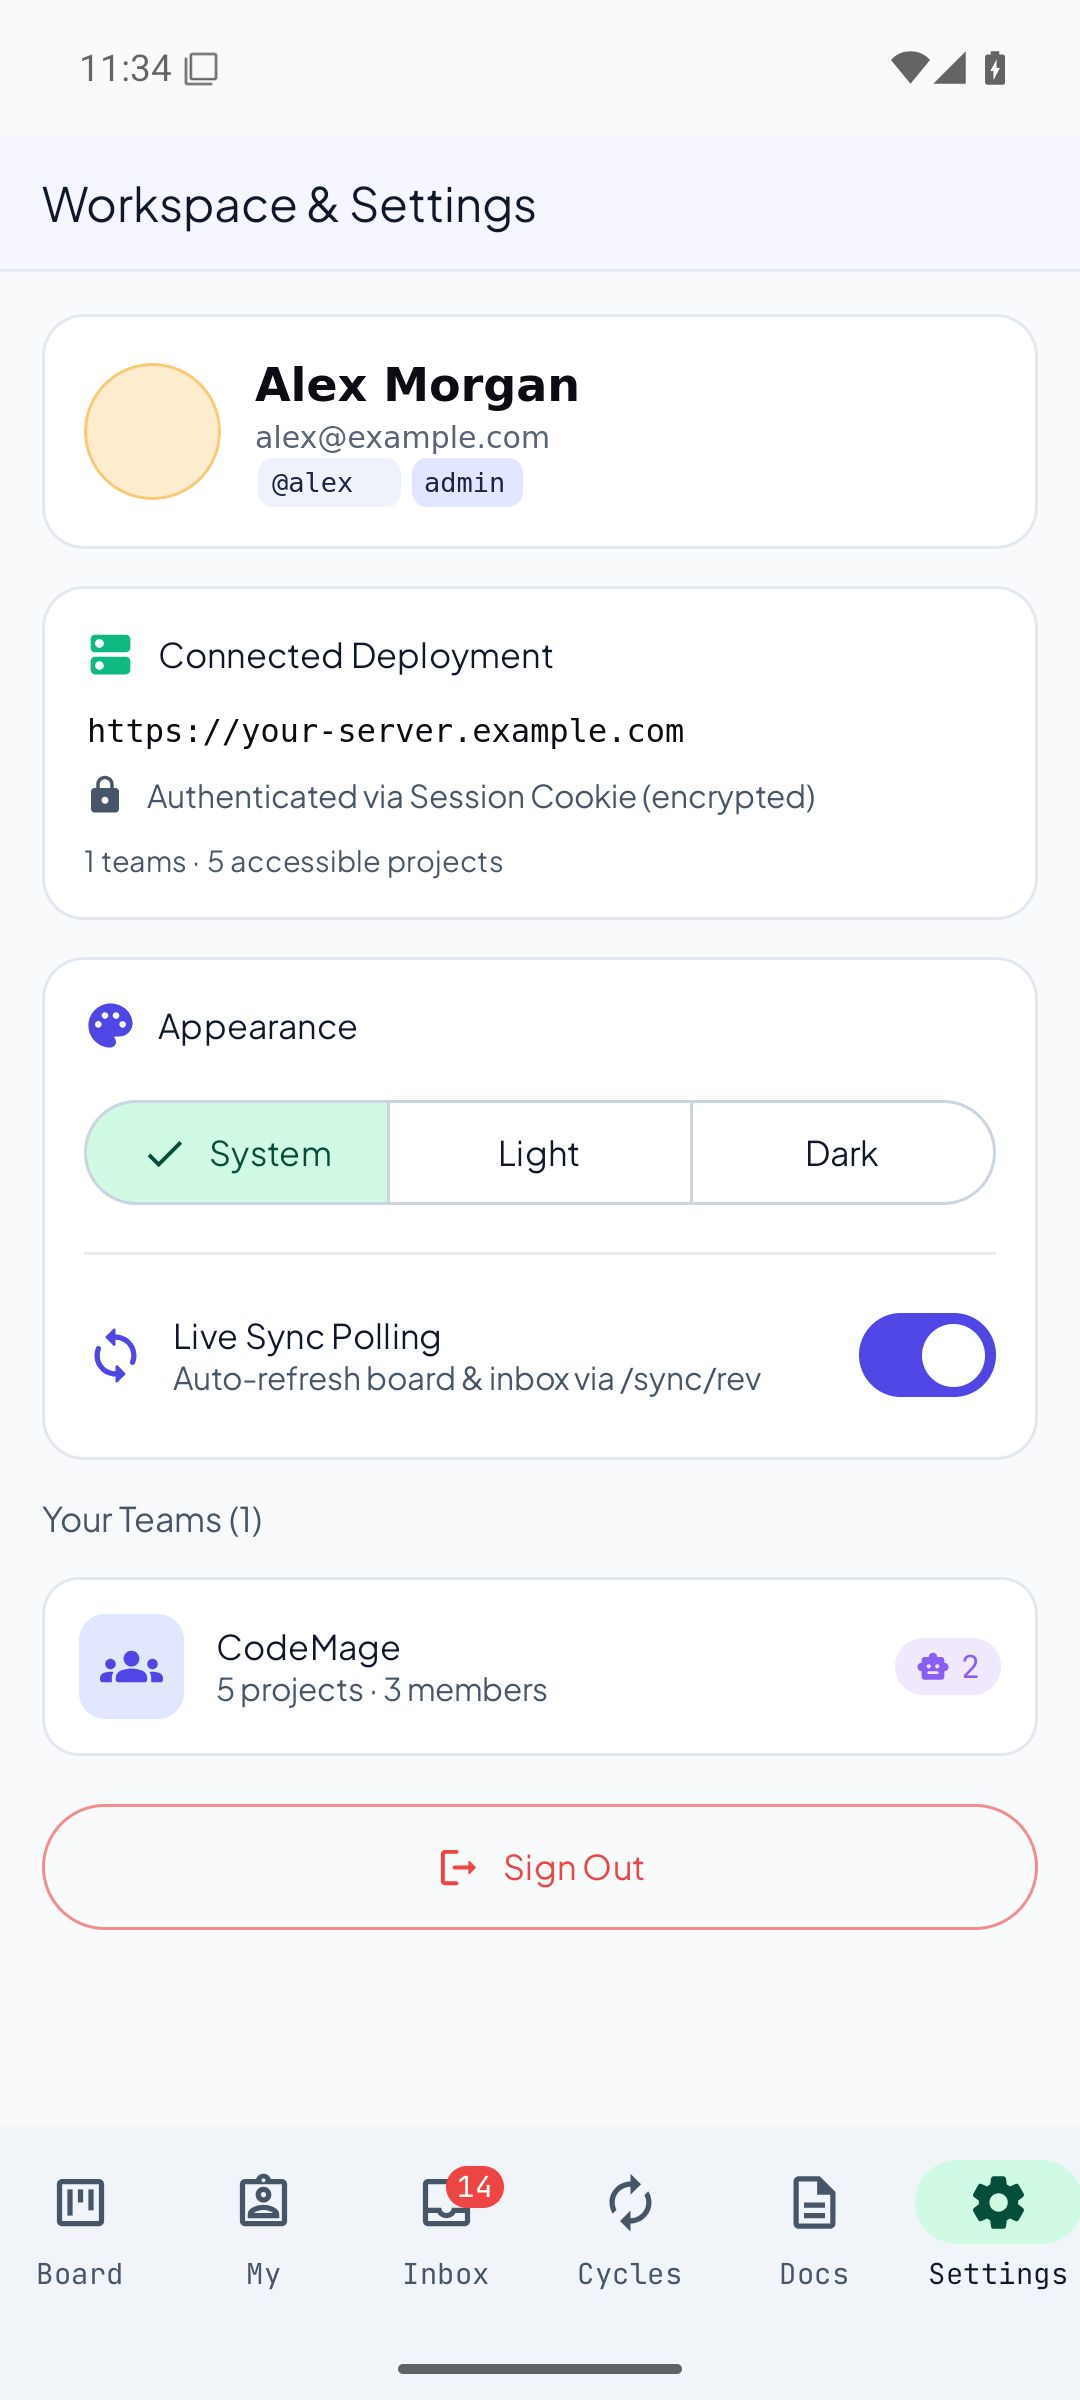 11:34
Workspace & Settings
Alex Morgan
alex@example.com
@alex admin
Connected Deployment
https://your-server.example.com
Authenticated via Session Cookie (encrypted)
1 teams · 5 accessible projects
Appearance
System Light Dark
Live Sync Polling
Auto-refresh board & inbox via /sync/rev
Your Teams (1)
CodeMage
5 projects · 3 members
2
Sign Out
14
Board My Inbox Cycles Docs Settings